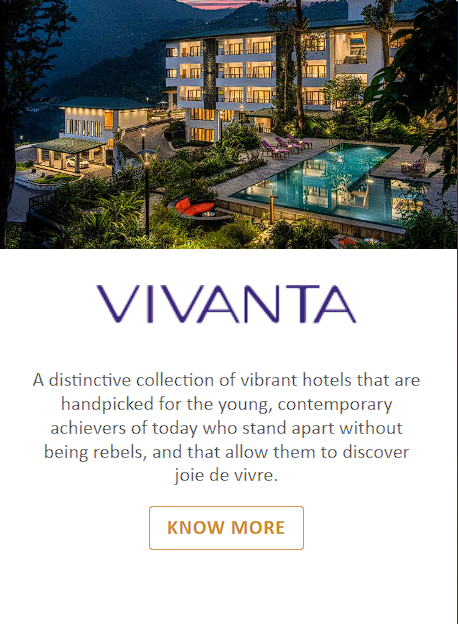 VIVANTA
A distinctive collection of vibrant hotels that are
handpicked for the young, contemporary
achievers of today who stand apart without
being rebels, and that allow them to discover
joie de vivre.
KNOW MORE